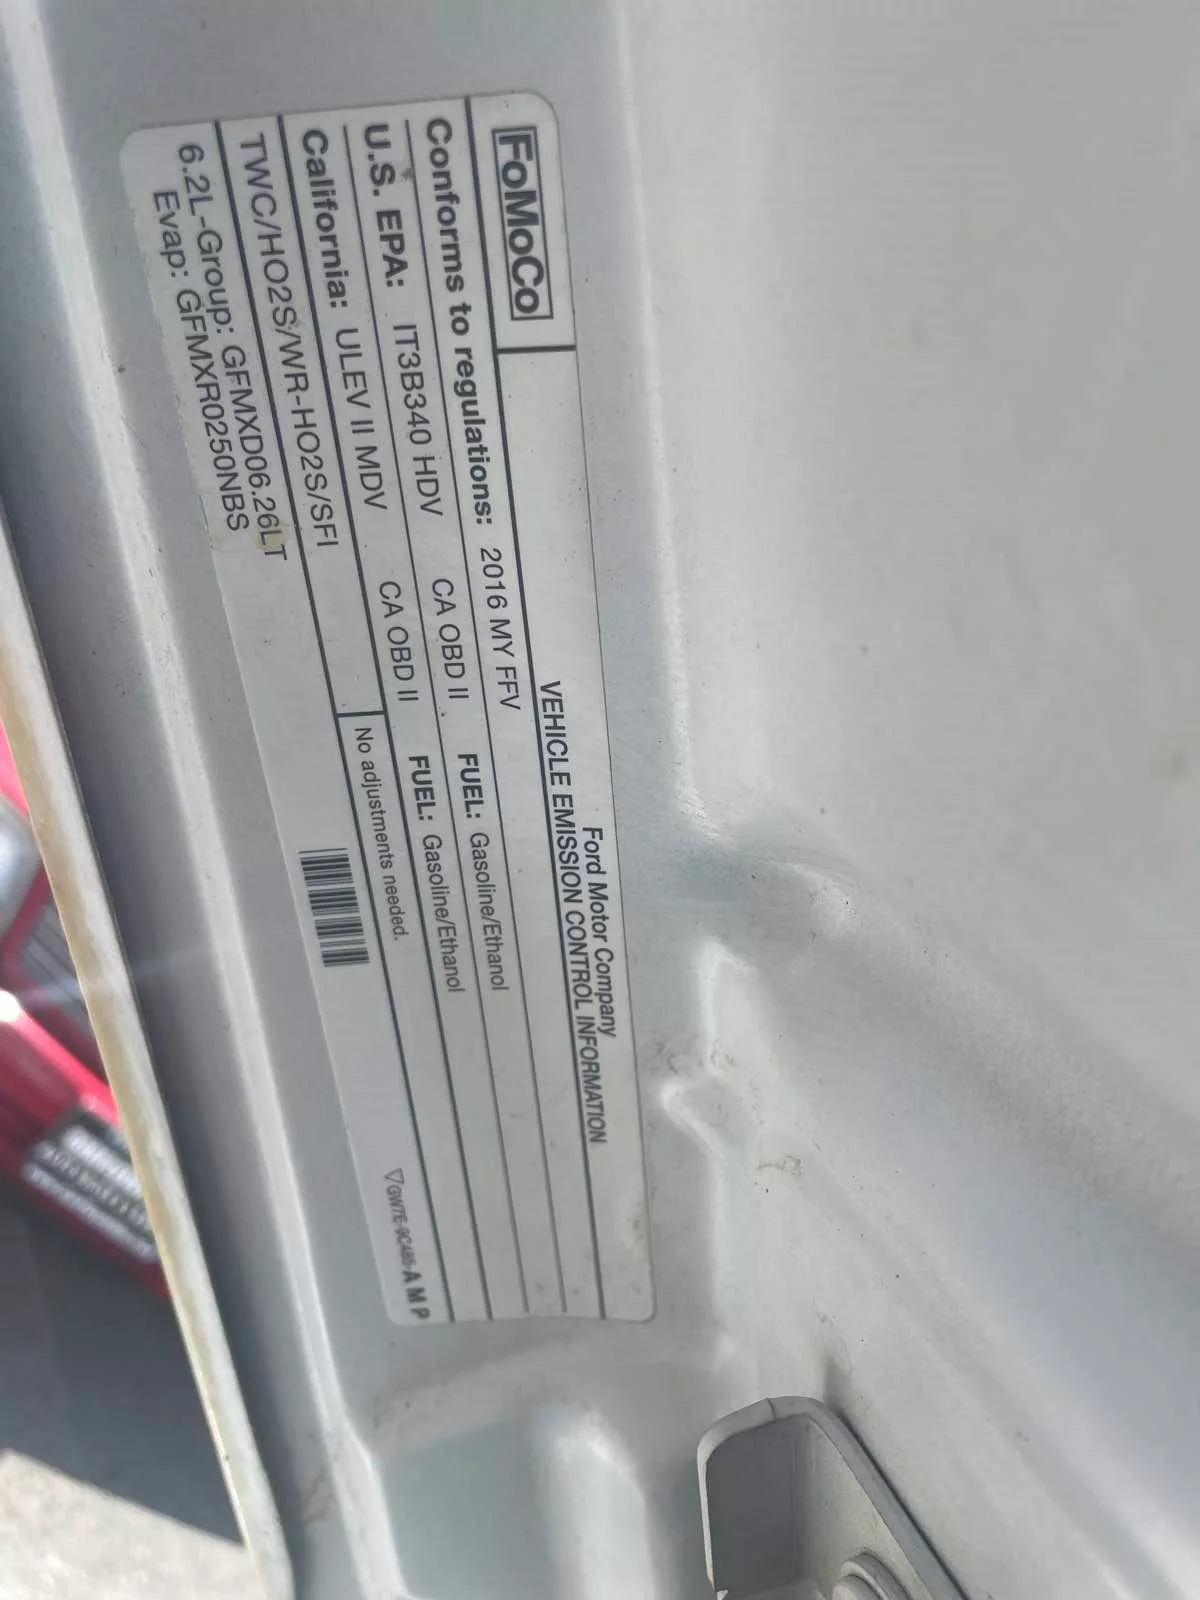 FoMoCo
Ford Motor Company
VEHICLE EMISSION CONTROL INFORMATION
Conforms to regulations: 2016 MY FFV
U.S. EPA: IT3B340 HDV CA OBD II FUEL: Gasoline/Ethanol
California: ULEV II MDV CA OBD II FUEL: Gasoline/Ethanol
TWC/HO2S/WR-HO2S/SFI
No adjustments needed.
6.2L-Group: GFMXD06.26LT
Evap: GFMXR0250NBS
GW7E-9C485-A M P